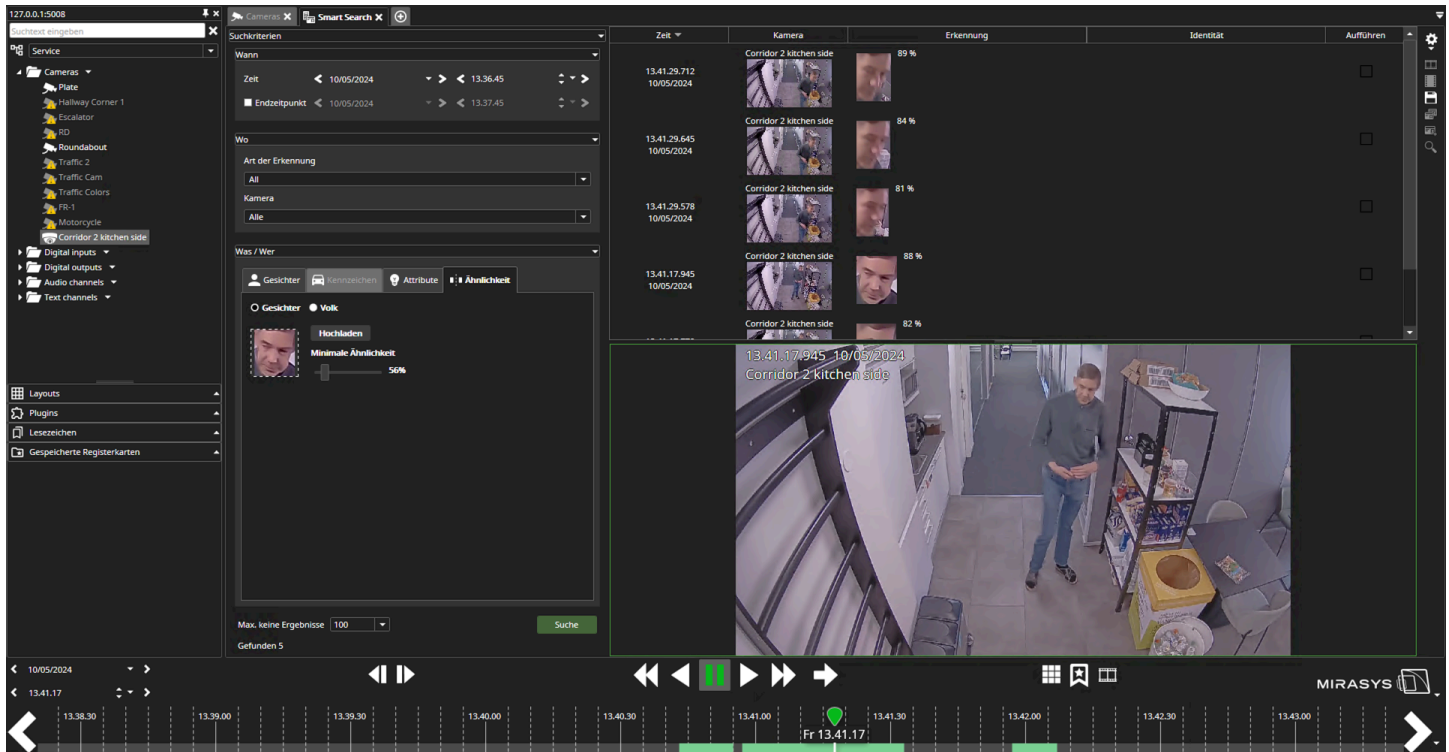 127.0.0.1:5008
Suchtext eingeben
Service
Cameras
Plate
Hallway Corner 1
Escalator
RD
Roundabout
Traffic 2
Traffic Cam
Traffic Colors
FR-1
Motorcycle
Corridor 2 kitchen side
Digital inputs
Digital outputs
Audio channels
Text channels
Layouts
Plugins
Lesezeichen
Gespeicherte Registerkarten
Cameras
Smart Search
Suchkriterien
Wann
Zeit 10/05/2024 13.36.45
Endzeitpunkt 10/05/2024 13.37.45
Wo
Art der Erkennung
All
Kamera
Alle
Was / Wer
Gesichter Kennzeichen Attribute Ähnlichkeit
Gesichter Volk
Hochladen
Minimale Ähnlichkeit
56%
Max. keine Ergebnisse 100 Suche
Gefunden 5
Zeit Kamera Erkennung Identität Aufführen
Corridor 2 kitchen side 89 %
13.41.29.712
10/05/2024
Corridor 2 kitchen side 84 %
13.41.29.645
10/05/2024
Corridor 2 kitchen side 81 %
13.41.29.578
10/05/2024
Corridor 2 kitchen side 88 %
13.41.17.945
10/05/2024
Corridor 2 kitchen side 82 %
13.41.17.945 10/05/2024
Corridor 2 kitchen side
10/05/2024
13.41.17
MIRASYS
13.38.30 13.39.00 13.39.30 13.40.00 13.40.30 13.41.00 13.41.30 13.42.00 13.42.30 13.43.00
Fr 13.41.17